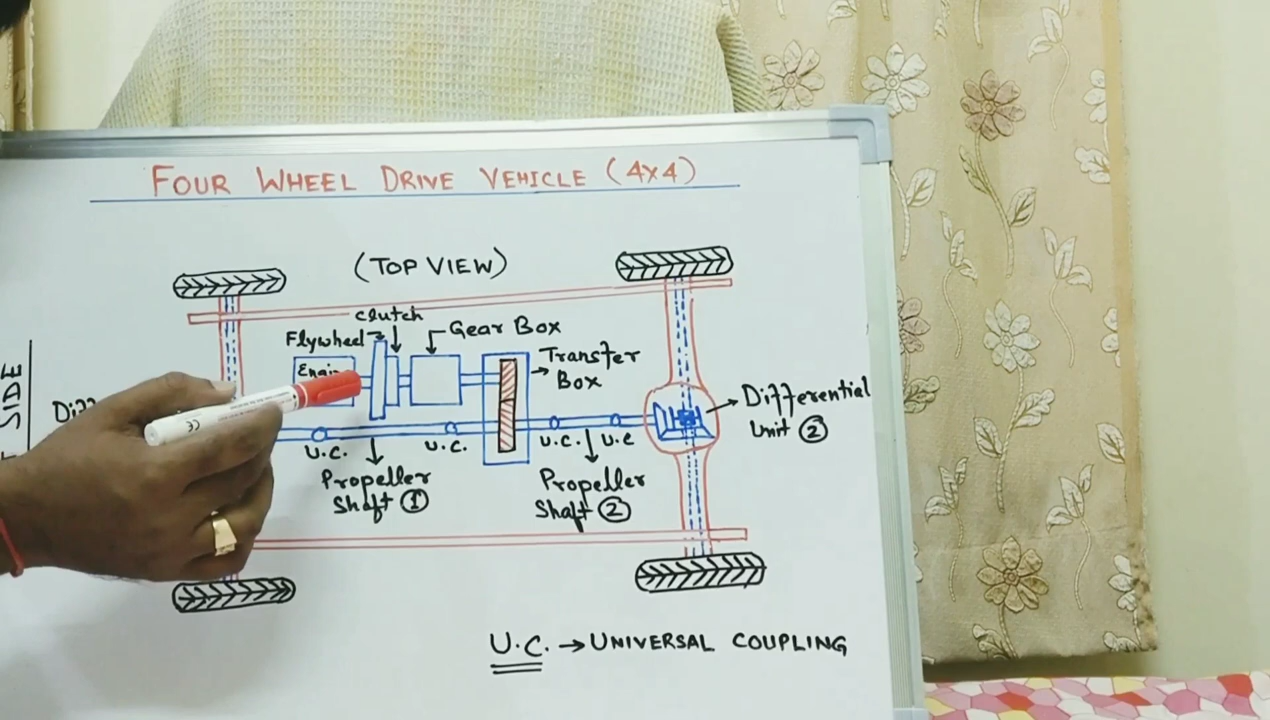 FOUR WHEEL DRIVE VEHICLE (4X4)
(TOP VIEW)
clutch
Flywheel
Gear Box
Transfer
Box
Differential
Unit ②
SIDE
U.C.
U.C.
U.C.
U.C
Propeller
Shaft ①
Propeller
Shaft ②
U.C. → UNIVERSAL COUPLING